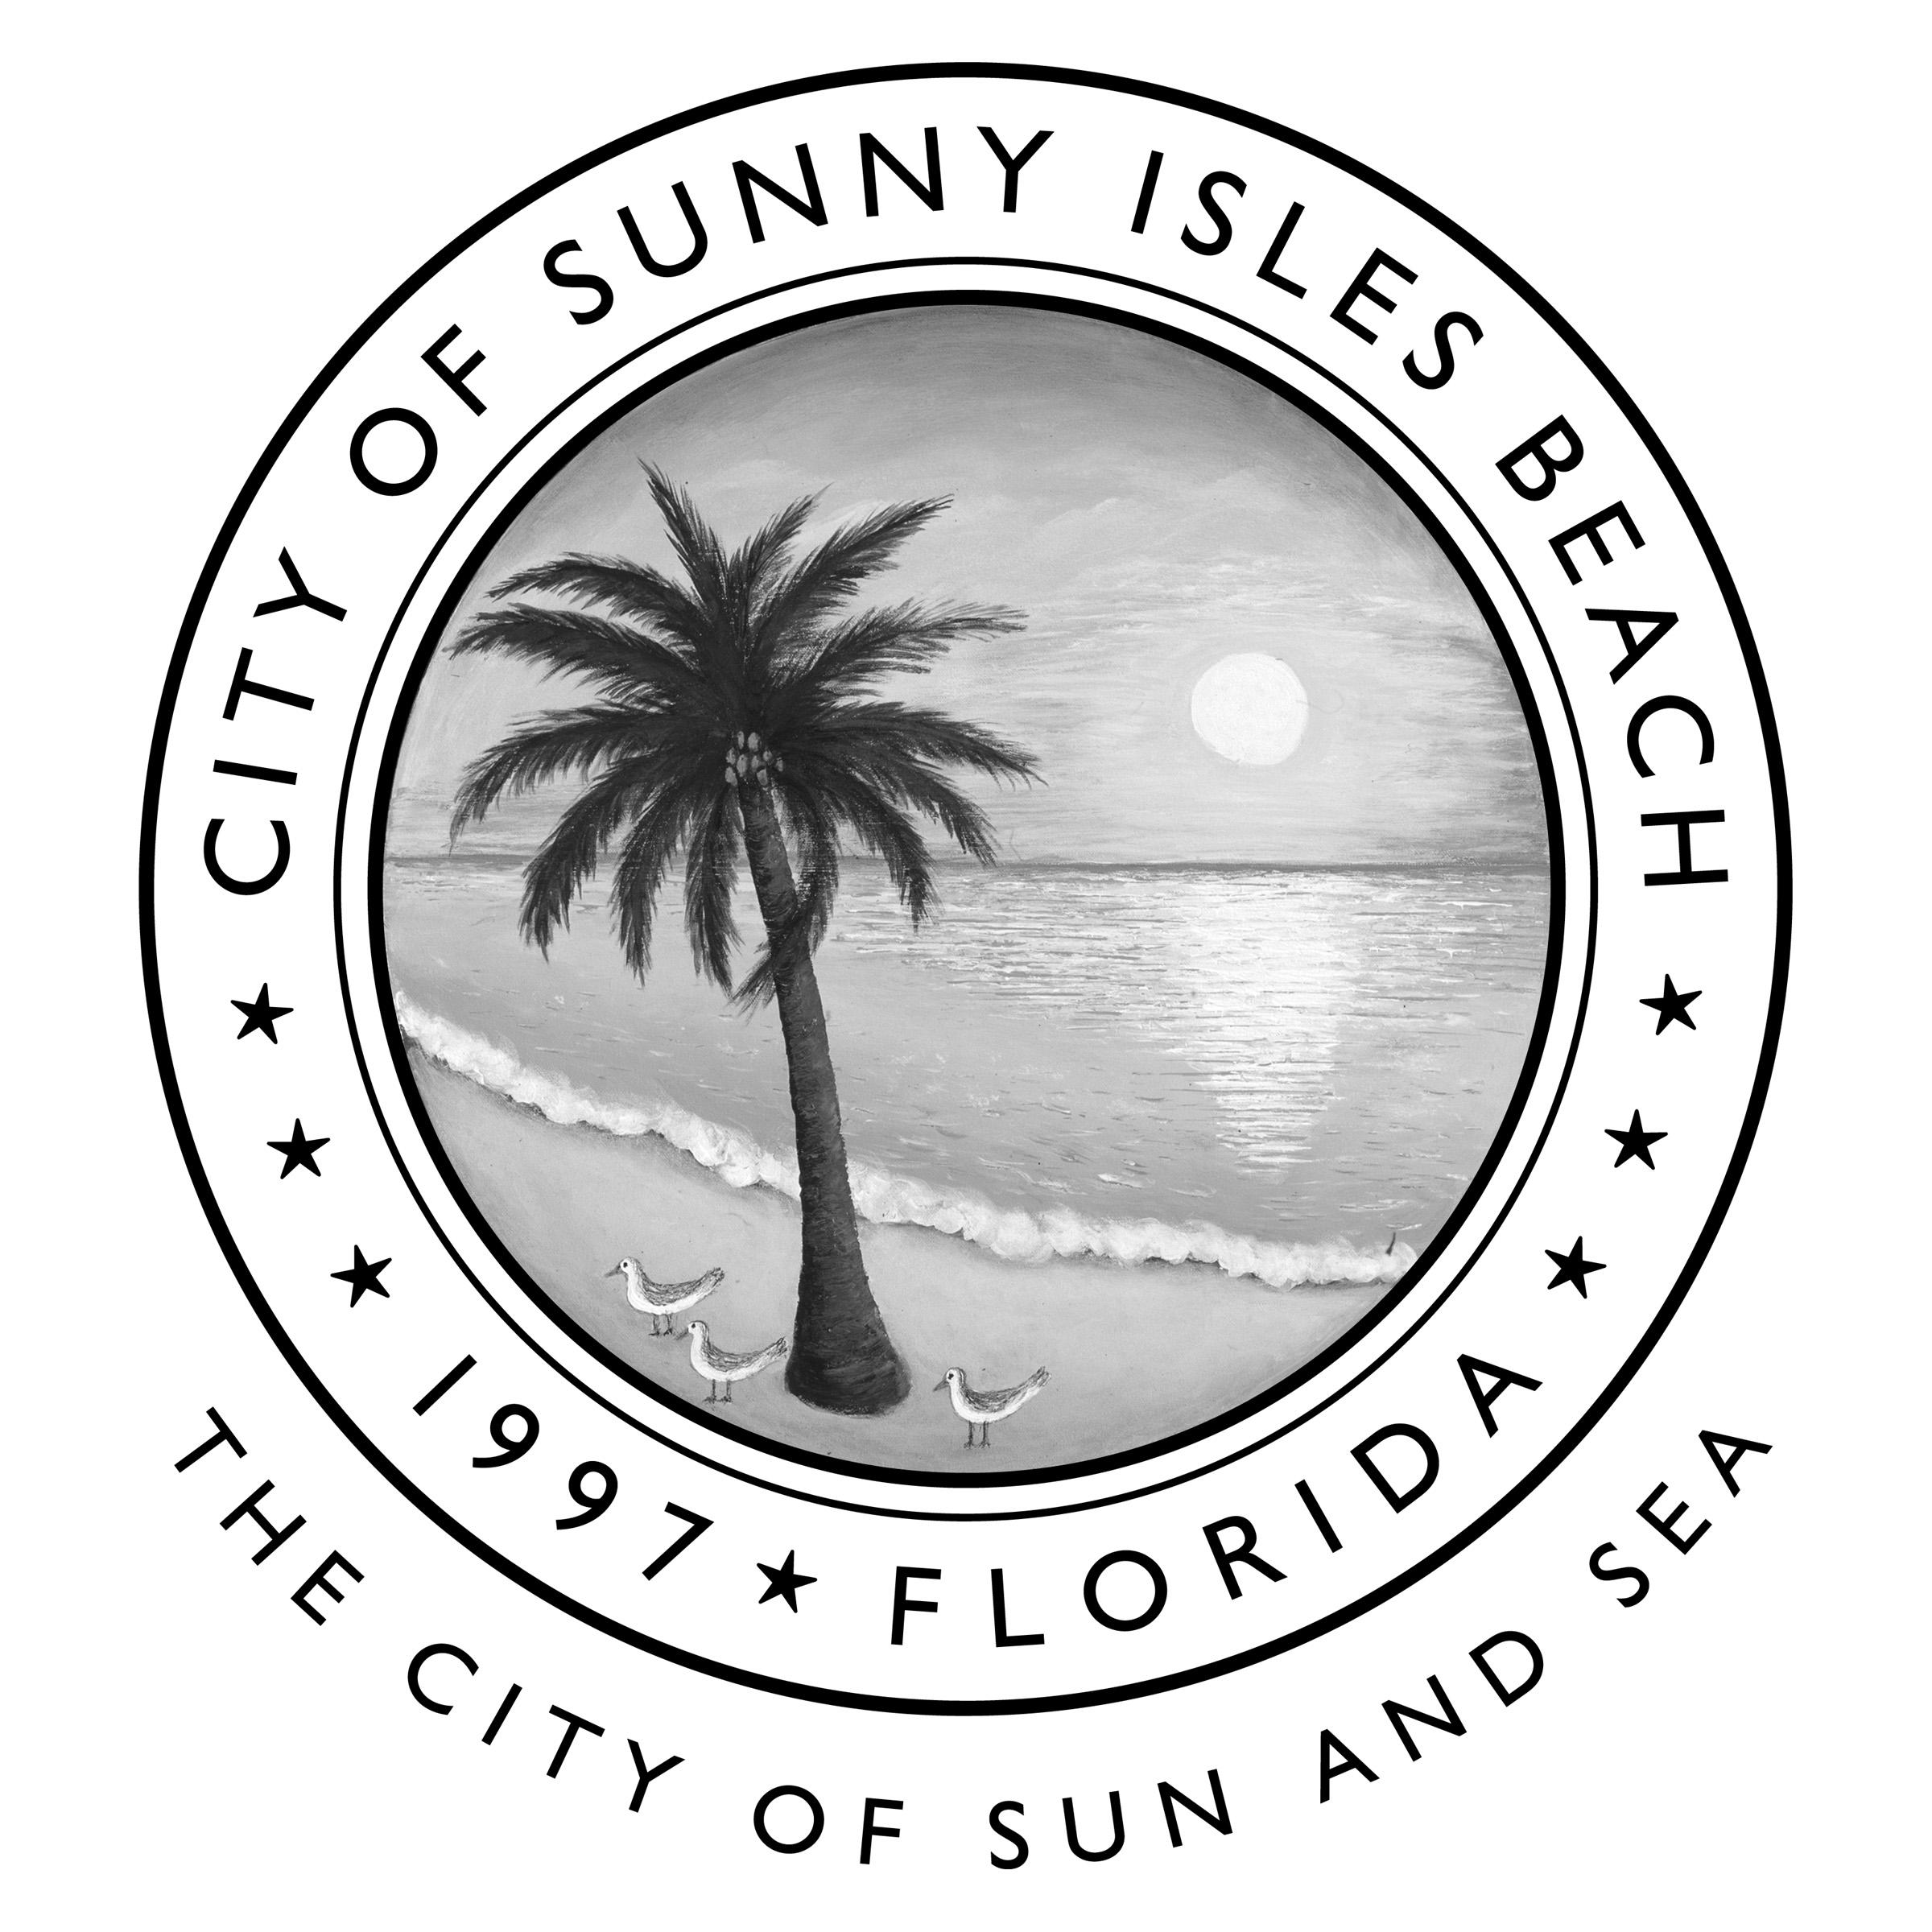 CITY OF SUNNY ISLES BEACH
1997 ★ FLORIDA
THE CITY OF SUN AND SEA